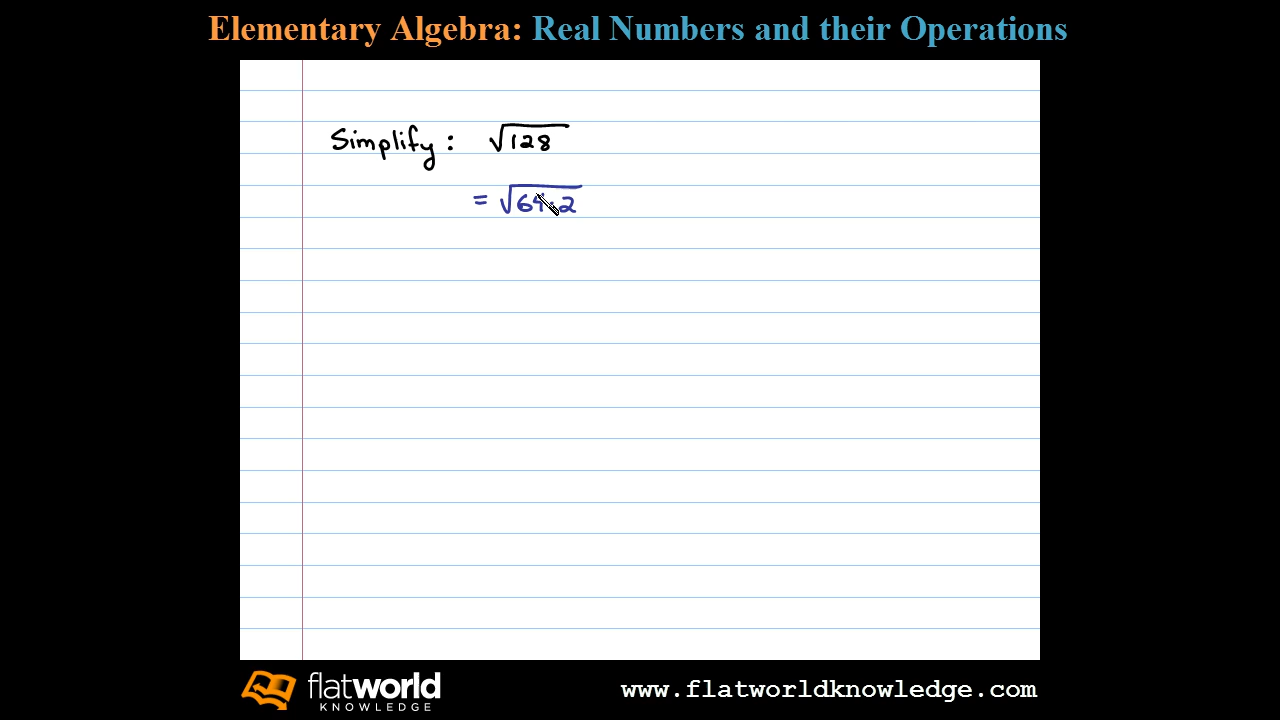 Elementary Algebra: Real Numbers and their Operations
Simplify: √128
= √64·2
flatworld
KNOWLEDGE
www.flatworldknowledge.com